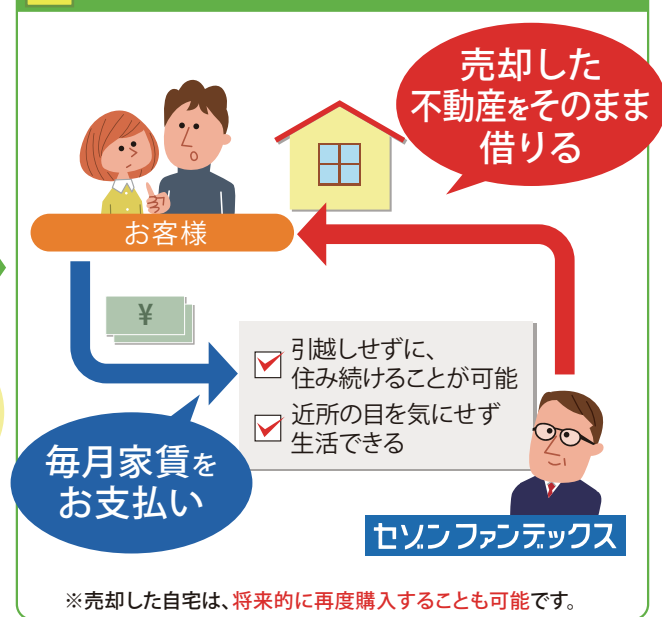 売却した
不動産をそのまま
借りる
お客様
¥
引越しせずに、
住み続けることが可能
近所の目を気にせず
生活できる
毎月家賃を
お支払い
セゾンファンデックス
※売却した自宅は、将来的に再度購入することも可能です。